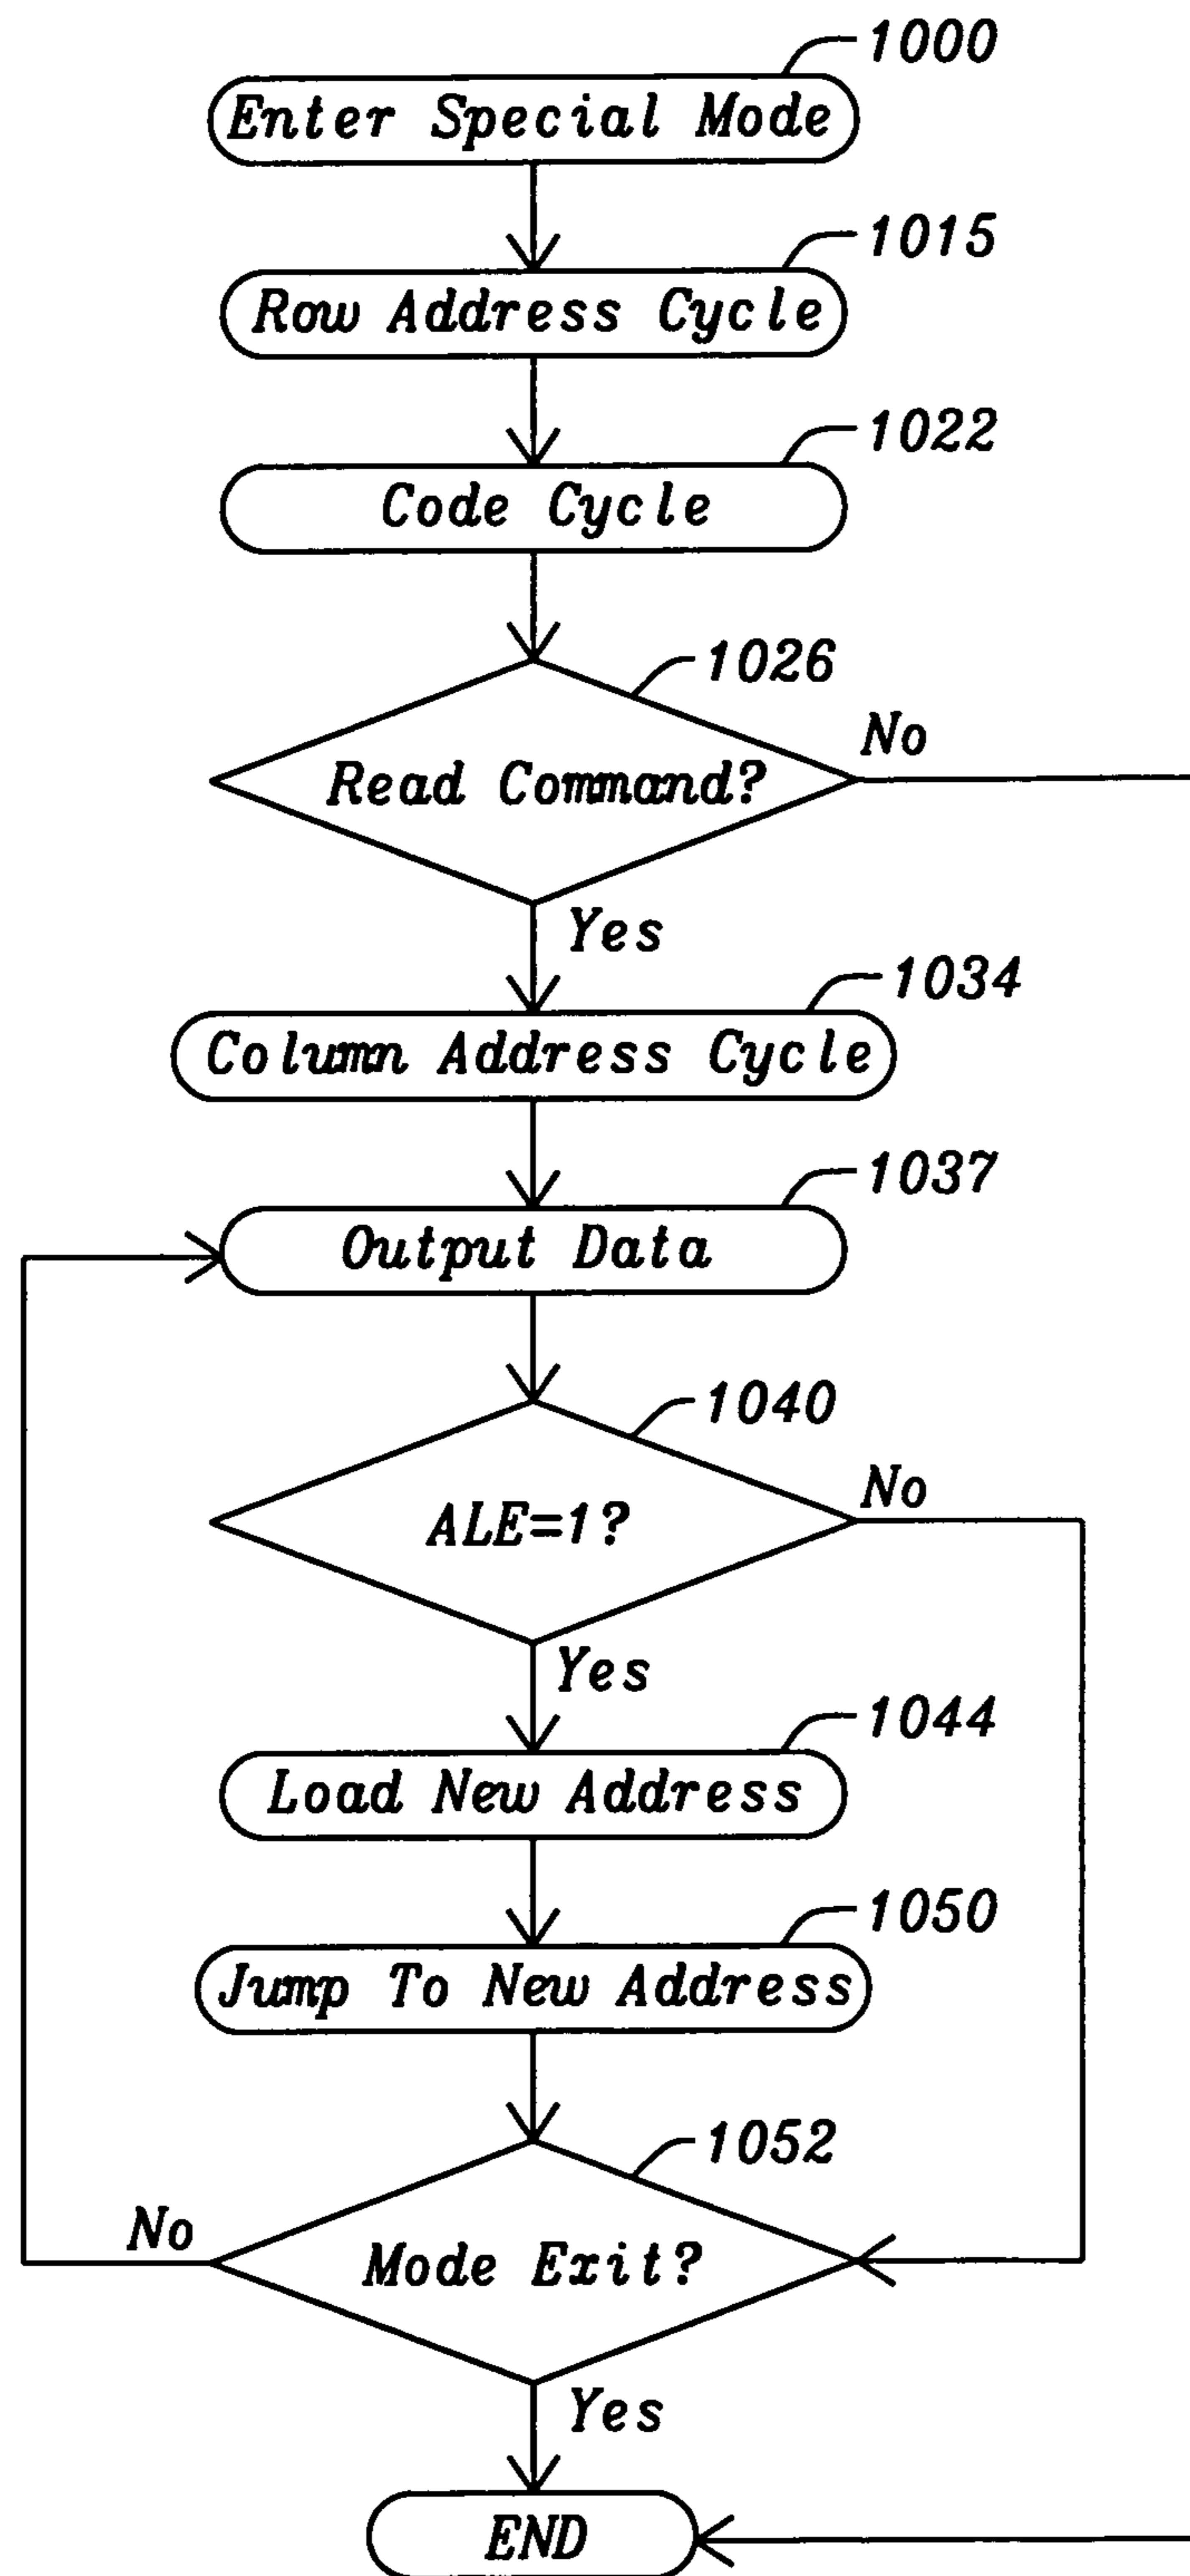 1000
Enter Special Mode
1015
Row Address Cycle
1022
Code Cycle
1026
Read Command?
No
Yes
1034
Column Address Cycle
1037
Output Data
1040
ALE=1?
No
Yes
1044
Load New Address
1050
Jump To New Address
1052
Mode Exit?
No
Yes
END